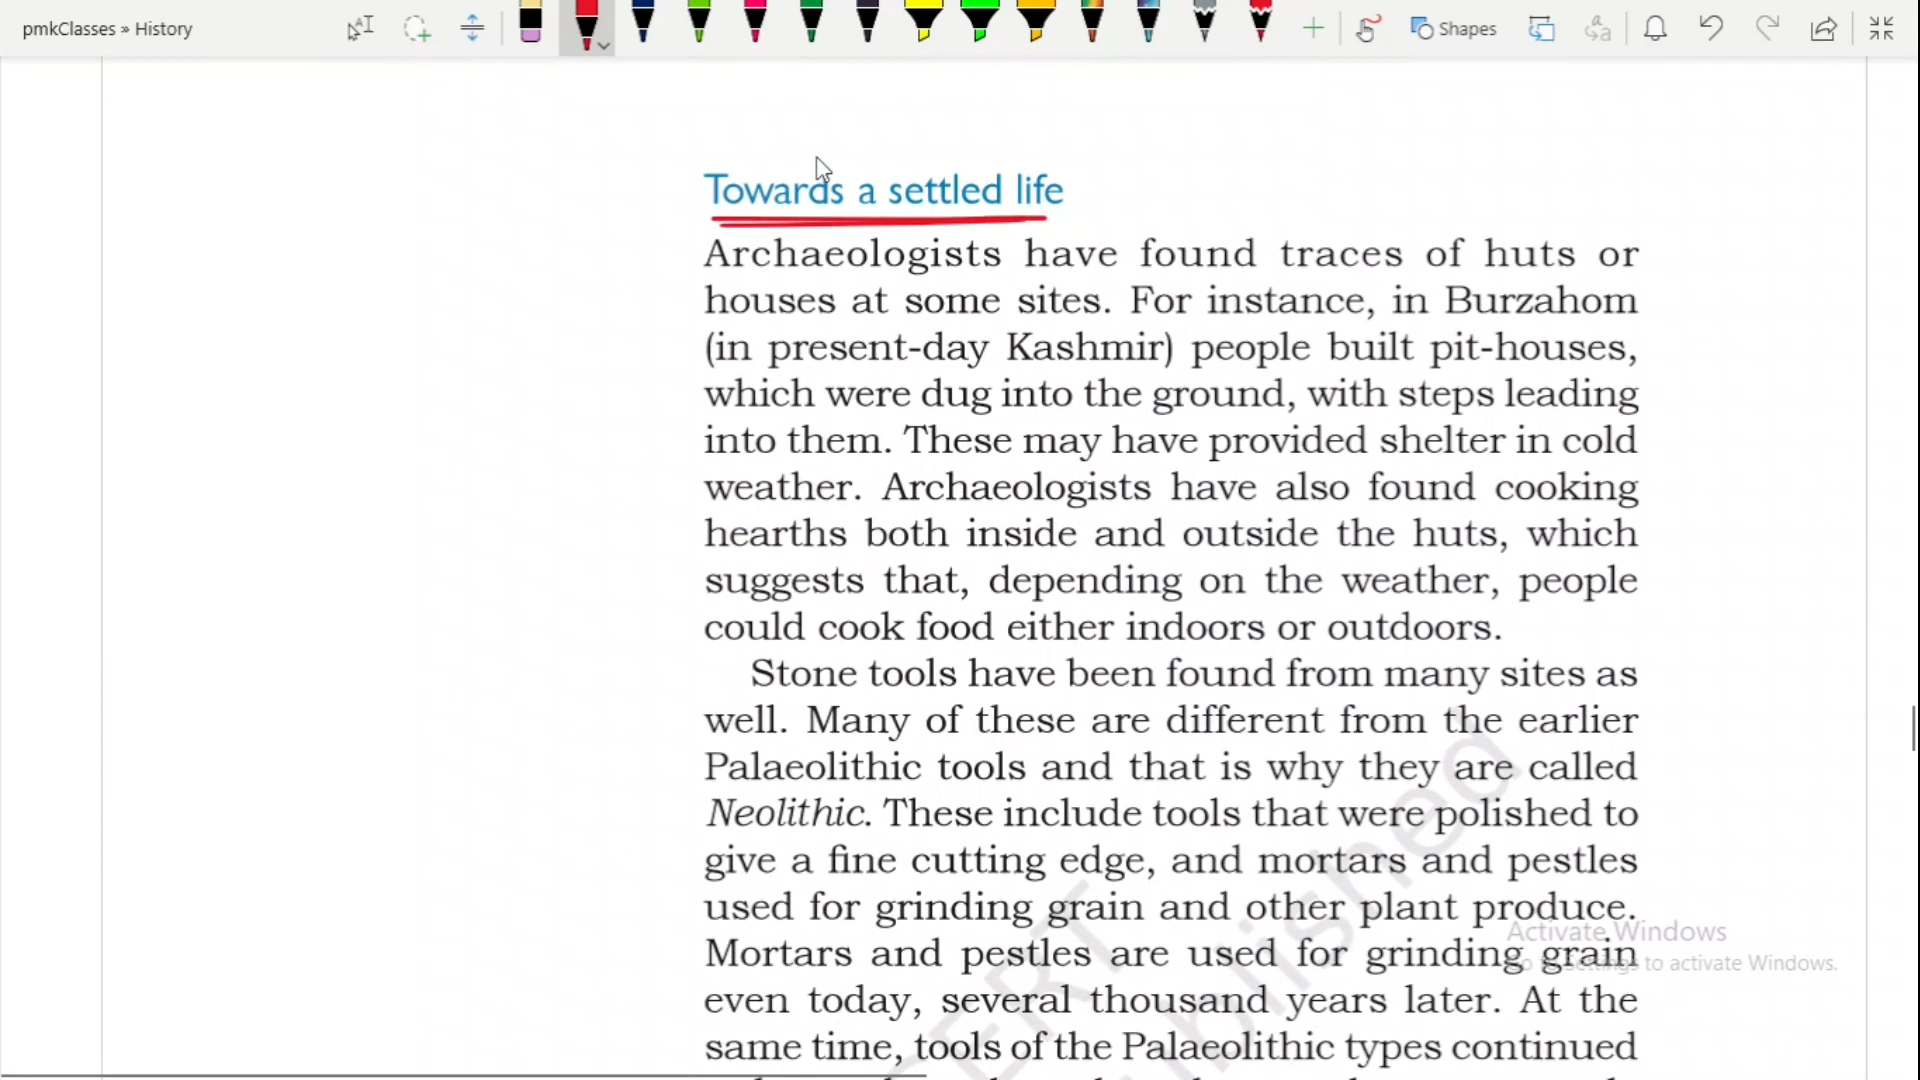 pmkClasses » History
Shapes
Towards a settled life
Archaeologists have found traces of huts or
houses at some sites. For instance, in Burzahom
(in present-day Kashmir) people built pit-houses,
which were dug into the ground, with steps leading
into them. These may have provided shelter in cold
weather. Archaeologists have also found cooking
hearths both inside and outside the huts, which
suggests that, depending on the weather, people
could cook food either indoors or outdoors.
Stone tools have been found from many sites as
well. Many of these are different from the earlier
Palaeolithic tools and that is why they are called
Neolithic. These include tools that were polished to
give a fine cutting edge, and mortars and pestles
used for grinding grain and other plant produce.
Activate Windows
Mortars and pestles are used for grinding grain
Go to Settings to activate Windows.
even today, several thousand years later. At the
same time, tools of the Palaeolithic types continued